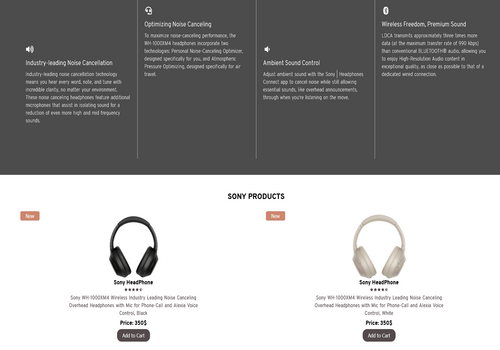 Industry-leading Noise Cancellation
Industry-leading noise cancellation technology
means you hear every word, note, and tune with
incredible clarity, no matter your environment.
These noise canceling headphones feature additional
microphones that assist in isolating sound for a
reduction of even more high and mid frequency
sounds.
Optimizing Noise Canceling
To maximize noise-canceling performance, the
WH-1000XM4 headphones incorporate two
technologies: Personal Noise-Canceling Optimizer,
designed specifically for you, and Atmospheric
Pressure Optimizing, designed specifically for air
travel.
Ambient Sound Control
Adjust ambient sound with the Sony | Headphones
Connect app to cancel noise while still allowing
essential sounds, like overhead announcements,
through when you're listening on the move.
Wireless Freedom, Premium Sound
LDCA transmits approximately three times more
data (at the maximum transfer rate of 990 kbps)
than conventional BLUETOOTH® audio, allowing you
to enjoy High-Resolution Audio content in
exceptional quality, as close as possible to that of a
dedicated wired connection.
SONY PRODUCTS
New
Sony HeadPhone
Sony WH-1000XM4 Wireless Industry Leading Noise Canceling
Overhead Headphones with Mic for Phone-Call and Alexia Voice
Control, Black
Price: 350$
Add to Cart
New
Sony HeadPhone
Sony WH-1000XM4 Wireless Industry Leading Noise Canceling
Overhead Headphones with Mic for Phone-Call and Alexia Voice
Control, White
Price: 350$
Add to Cart